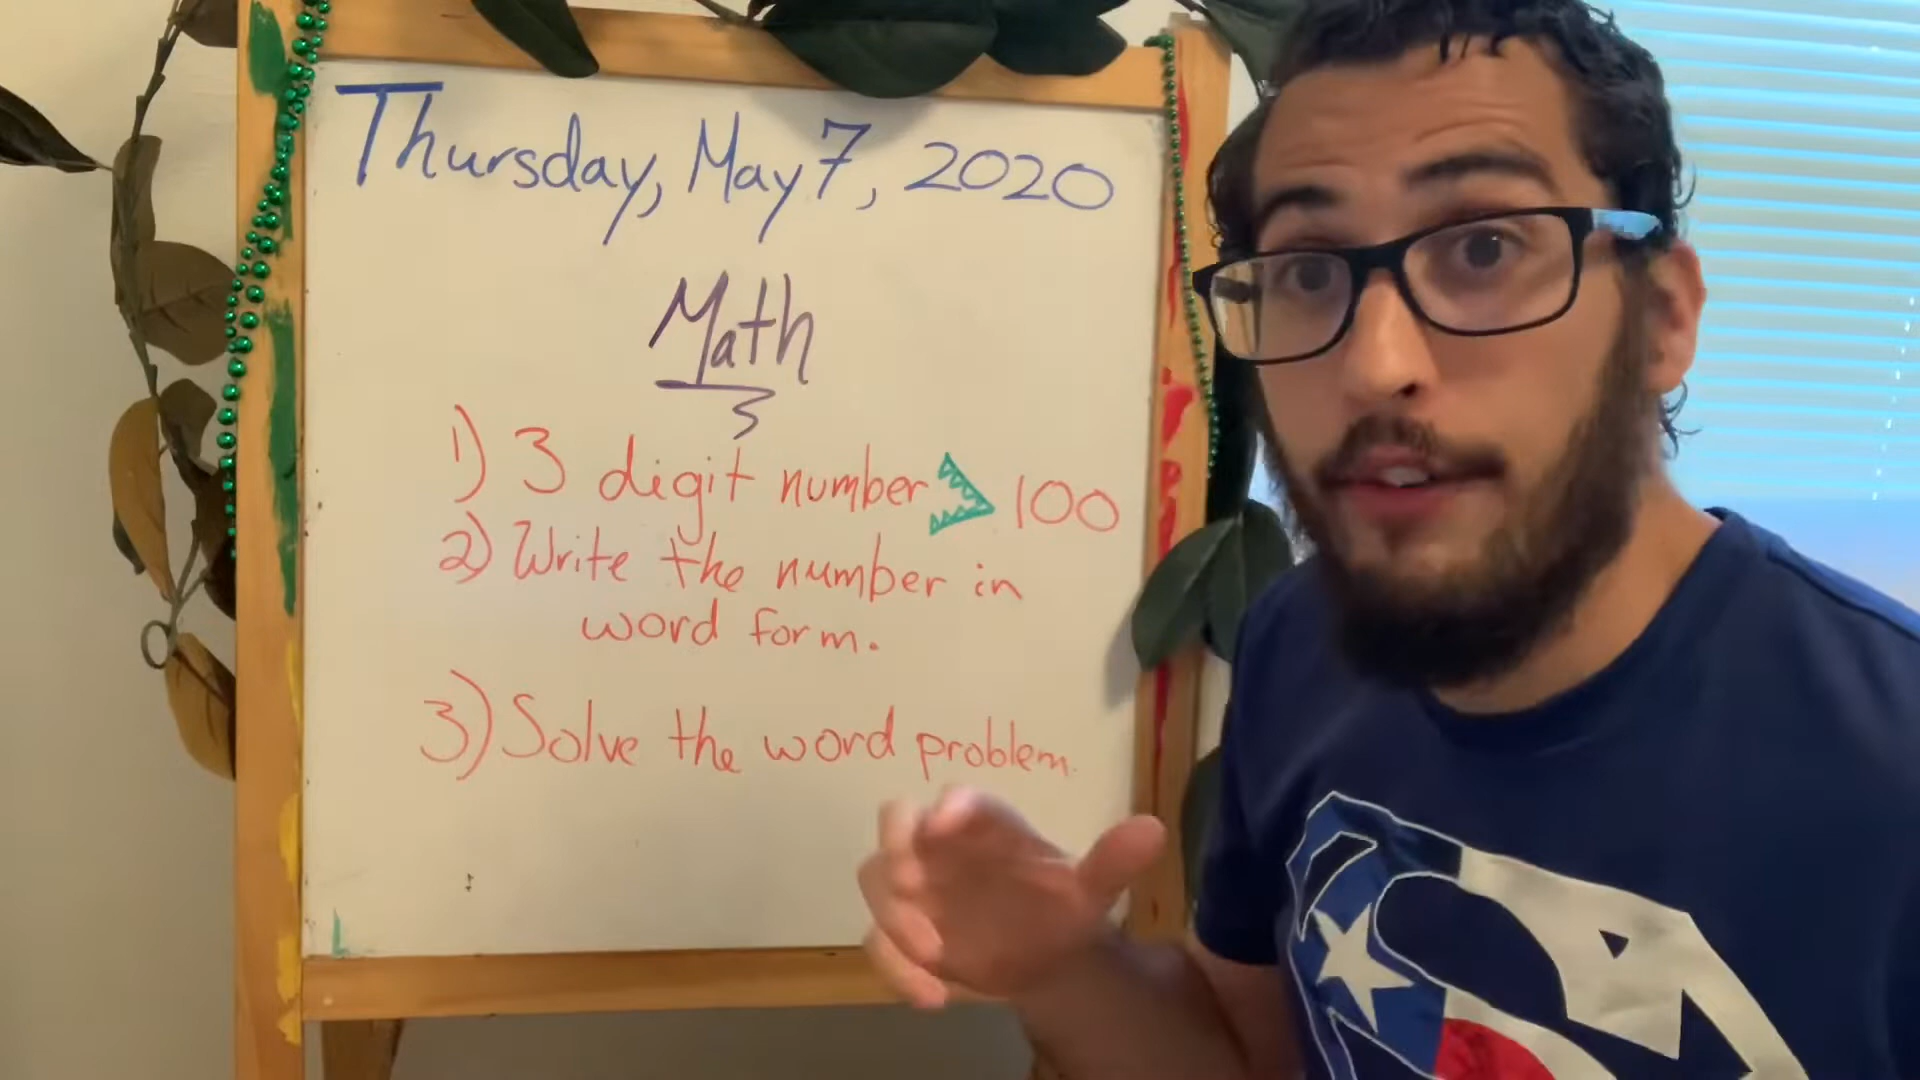 Thursday, May 7, 2020
Math
1) 3 digit number > 100
2) Write the number in
word form.
3) Solve the word problem.